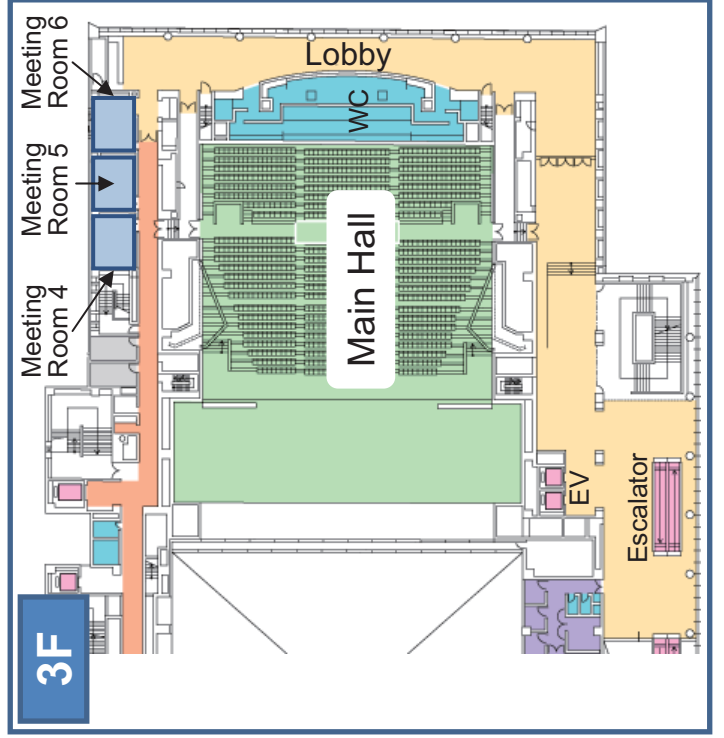 3F
Meeting
Room 4
Meeting
Room 5
Meeting
Room 6
Main Hall
WC
Lobby
EV
Escalator